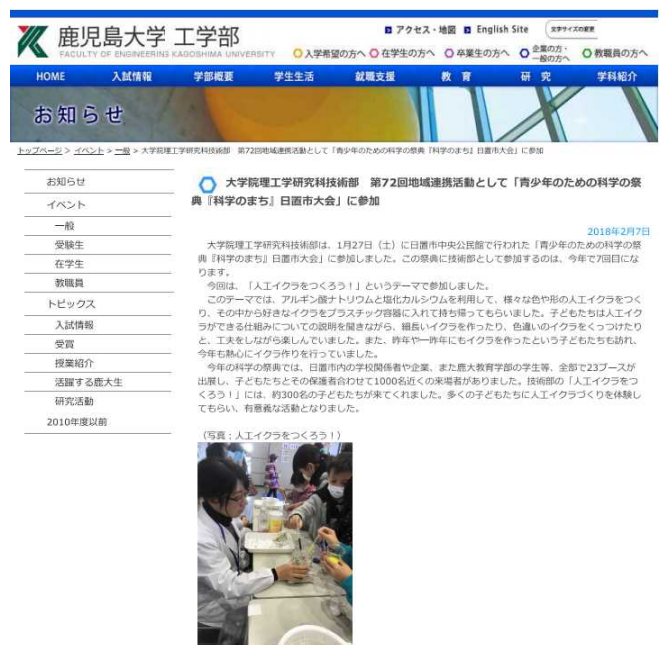 鹿児島大学 工学部
FACULTY OF ENGINEERING KAGOSHIMA UNIVERSITY
アクセス・地図 English Site 文字サイズの変更
入学希望の方へ 在学生の方へ 卒業生の方へ 企業の方・一般の方へ 教職員の方へ
HOME 入試情報 学部概要 学生生活 就職支援 教 育 研 究 学科紹介
お知らせ
トップページ > イベント > 一般 > 大学院理工学研究科技術部 第72回地域連携活動として「青少年のための科学の祭典『科学のまち』日置市大会」に参加
お知らせ
イベント
一般
受験生
在学生
教職員
トピックス
入試情報
受賞
授業紹介
活躍する鹿大生
研究活動
2010年度以前
大学院理工学研究科技術部 第72回地域連携活動として「青少年のための科学の祭
典『科学のまち』日置市大会」に参加
2018年2月7日
大学院理工学研究科技術部は、1月27日（土）に日置市中央公民館で行われた「青少年のための科学の祭
典『科学のまち』日置市大会」に参加しました。この祭典に技術部として参加するのは、今年で7回目にな
ります。
今回は、「人工イクラをつくろう！」というテーマで参加しました。
このテーマでは、アルギン酸ナトリウムと塩化カルシウムを利用して、様々な色や形の人工イクラをつく
り、その中から好きなイクラをプラスチック容器に入れて持ち帰ってもらいました。子どもたちは人工イク
ラができる仕組みについての説明を聞きながら、細長いイクラを作ったり、色違いのイクラをくっつけたり
と、工夫をしながら楽しんでいました。また、昨年や一昨年にもイクラを作ったという子どもたちも訪れ、
今年も熱心にイクラ作りを行っていました。
今年の科学の祭典では、日置市内の学校関係者や企業、また鹿大教育学部の学生等、全部で23ブースが
出展し、子どもたちとその保護者合わせて1000名近くの来場者がありました。技術部の「人工イクラをつ
くろう！」には、約300名の子どもたちが来てくれました。多くの子どもたちに人工イクラづくりを体験し
てもらい、有意義な活動となりました。
（写真：人工イクラをつくろう！）